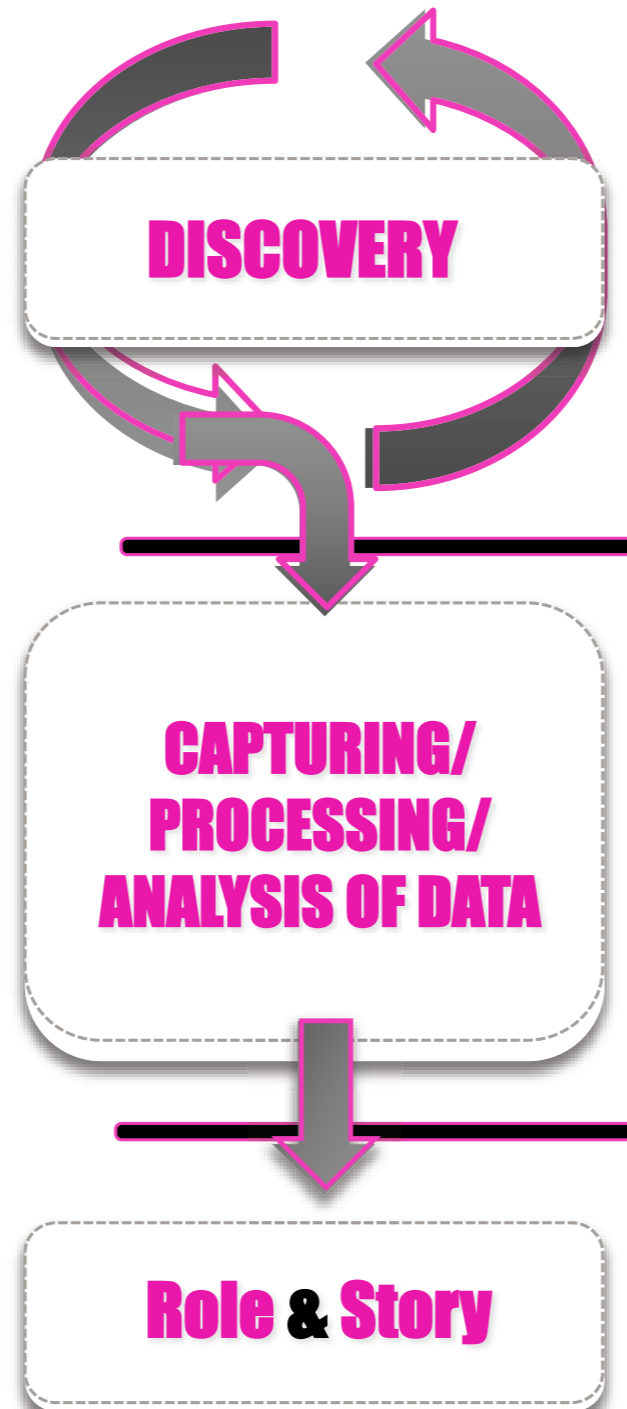 DISCOVERY
CAPTURING/
PROCESSING/
ANALYSIS OF DATA
Role & Story